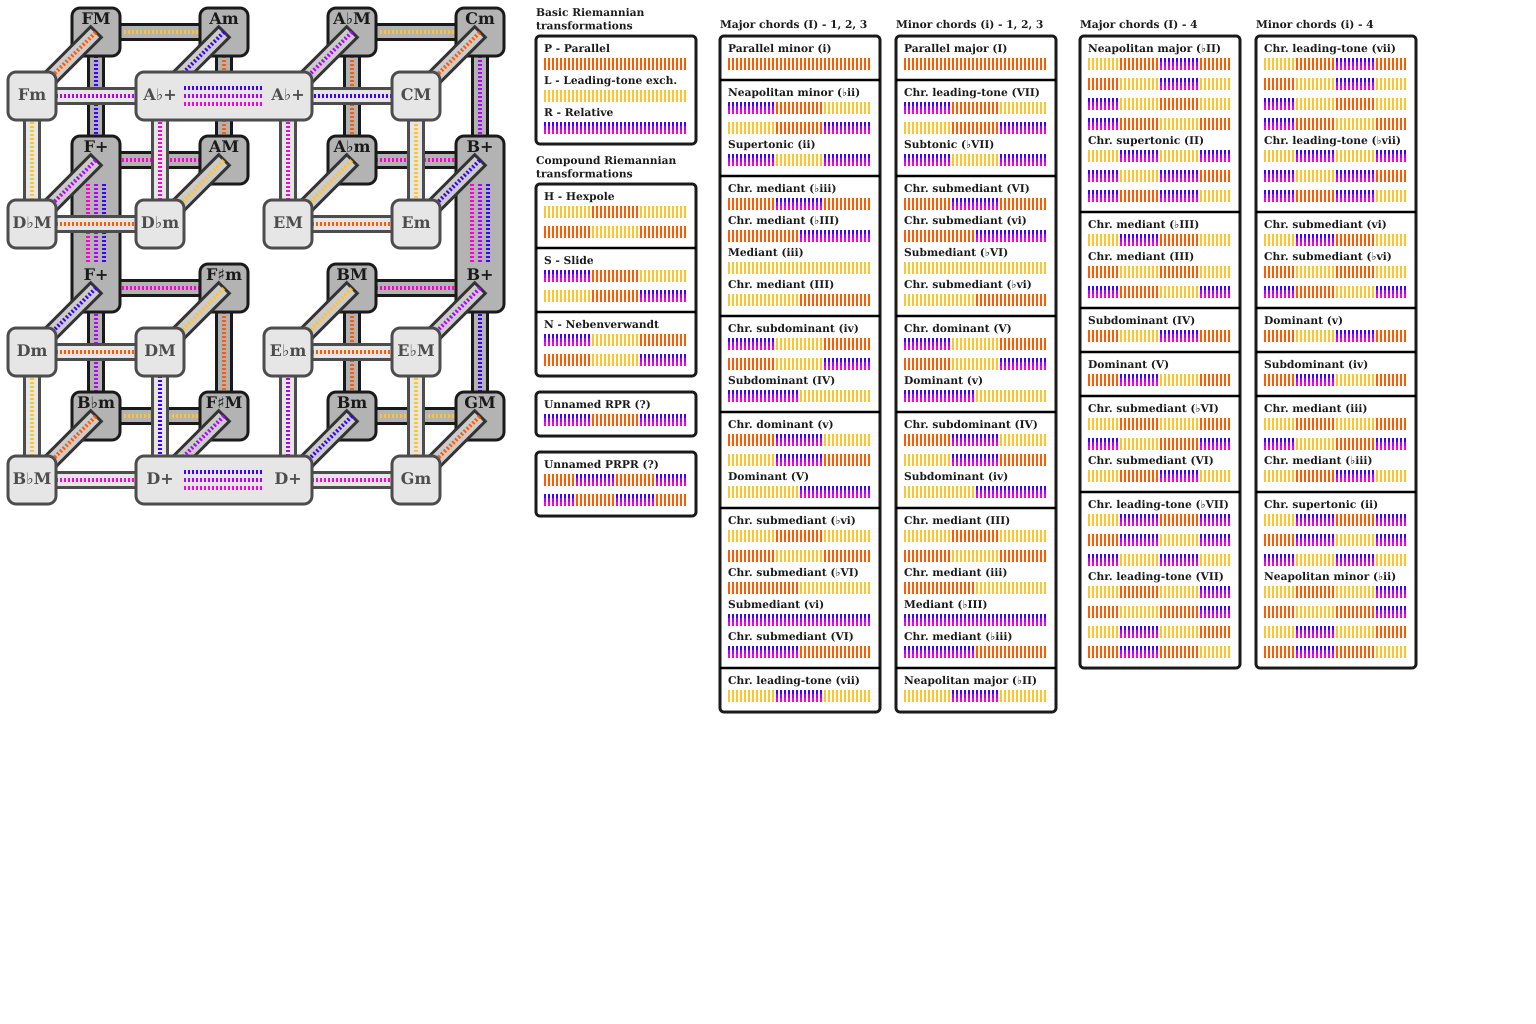 FM Am A♭M Cm
Fm A♭+ A♭+ CM
F+ AM A♭m B+
D♭M D♭m EM Em
F+ F♯m BM B+
Dm DM E♭m E♭M
B♭m F♯M Bm GM
B♭M D+ D+ Gm
Basic Riemannian
transformations
P - Parallel
L - Leading-tone exch.
R - Relative
Compound Riemannian
transformations
H - Hexpole
S - Slide
N - Nebenverwandt
Unnamed RPR (?)
Unnamed PRPR (?)
Major chords (I) - 1, 2, 3
Parallel minor (i)
Neapolitan minor (♭ii)
Supertonic (ii)
Chr. mediant (♭iii)
Chr. mediant (♭III)
Mediant (iii)
Chr. mediant (III)
Chr. subdominant (iv)
Subdominant (IV)
Chr. dominant (v)
Dominant (V)
Chr. submediant (♭vi)
Chr. submediant (♭VI)
Submediant (vi)
Chr. submediant (VI)
Chr. leading-tone (vii)
Minor chords (i) - 1, 2, 3
Parallel major (I)
Chr. leading-tone (VII)
Subtonic (♭VII)
Chr. submediant (VI)
Chr. submediant (vi)
Submediant (♭VI)
Chr. submediant (♭vi)
Chr. dominant (V)
Dominant (v)
Chr. subdominant (IV)
Subdominant (iv)
Chr. mediant (III)
Chr. mediant (iii)
Mediant (♭III)
Chr. mediant (♭iii)
Neapolitan major (♭II)
Major chords (I) - 4
Neapolitan major (♭II)
Chr. supertonic (II)
Chr. mediant (♭III)
Chr. mediant (III)
Subdominant (IV)
Dominant (V)
Chr. submediant (♭VI)
Chr. submediant (VI)
Chr. leading-tone (♭VII)
Chr. leading-tone (VII)
Minor chords (i) - 4
Chr. leading-tone (vii)
Chr. leading-tone (♭vii)
Chr. submediant (vi)
Chr. submediant (♭vi)
Dominant (v)
Subdominant (iv)
Chr. mediant (iii)
Chr. mediant (♭iii)
Chr. supertonic (ii)
Neapolitan minor (♭ii)